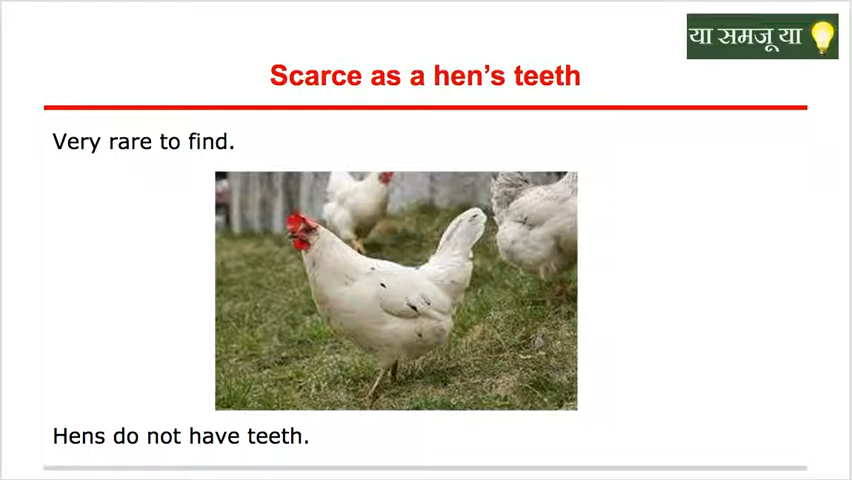 या समजू या
Scarce as a hen's teeth
Very rare to find.
Hens do not have teeth.